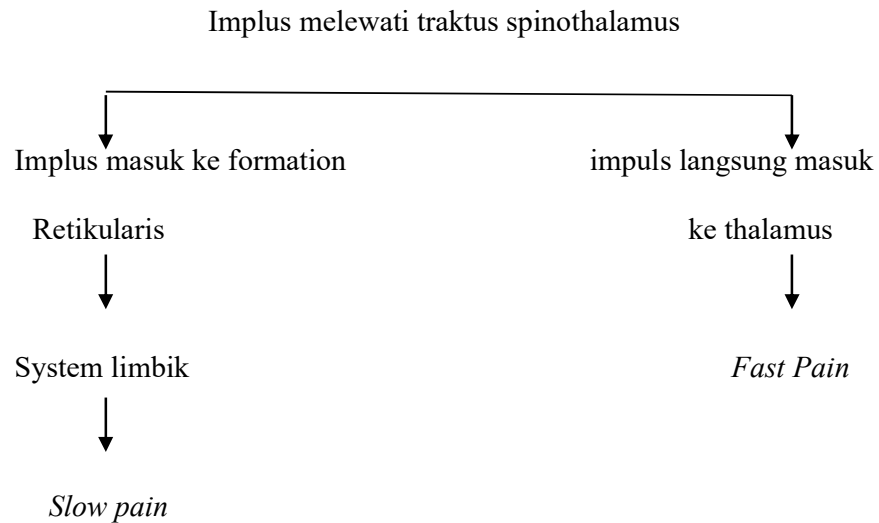 Implus melewati traktus spinothalamus
Implus masuk ke formation
Retikularis
System limbik
Slow pain
impuls langsung masuk
ke thalamus
Fast Pain